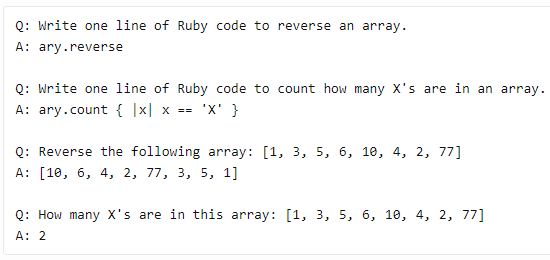 Q: Write one line of Ruby code to reverse an array.
A: ary.reverse
Q: Write one line of Ruby code to count how many X's are in an array.
A: ary.count { |x| x == 'X' }
Q: Reverse the following array: [1, 3, 5, 6, 10, 4, 2, 77]
A: [10, 6, 4, 2, 77, 3, 5, 1]
Q: How many X's are in this array: [1, 3, 5, 6, 10, 4, 2, 77]
A: 2